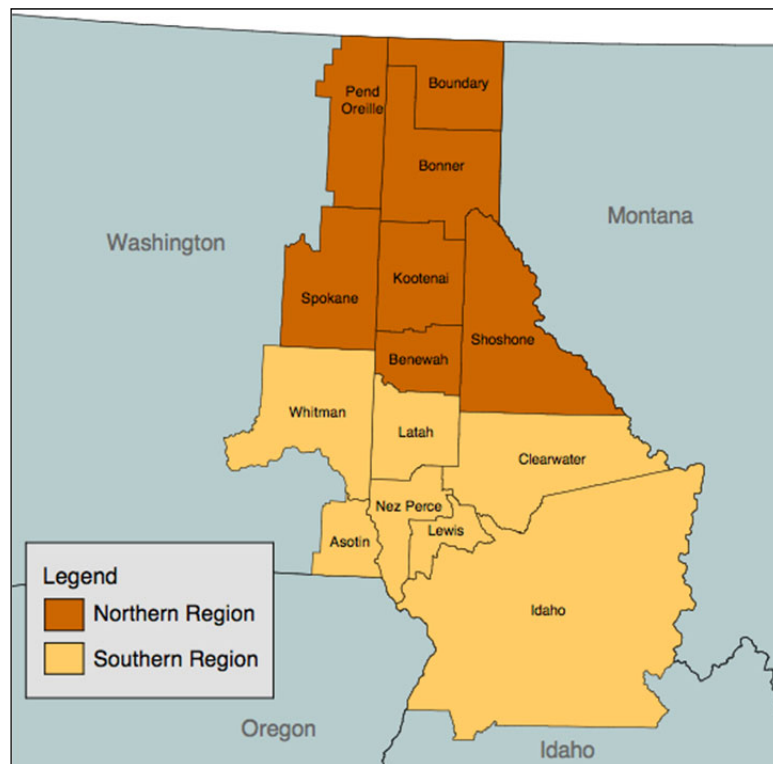 Pend
Oreille
Boundary
Bonner
Montana
Washington
Kootenai
Spokane
Shoshone
Benewah
Whitman
Latah
Clearwater
Nez Perce
Lewis
Asotin
Idaho
Legend
Northern Region
Southern Region
Oregon
Idaho